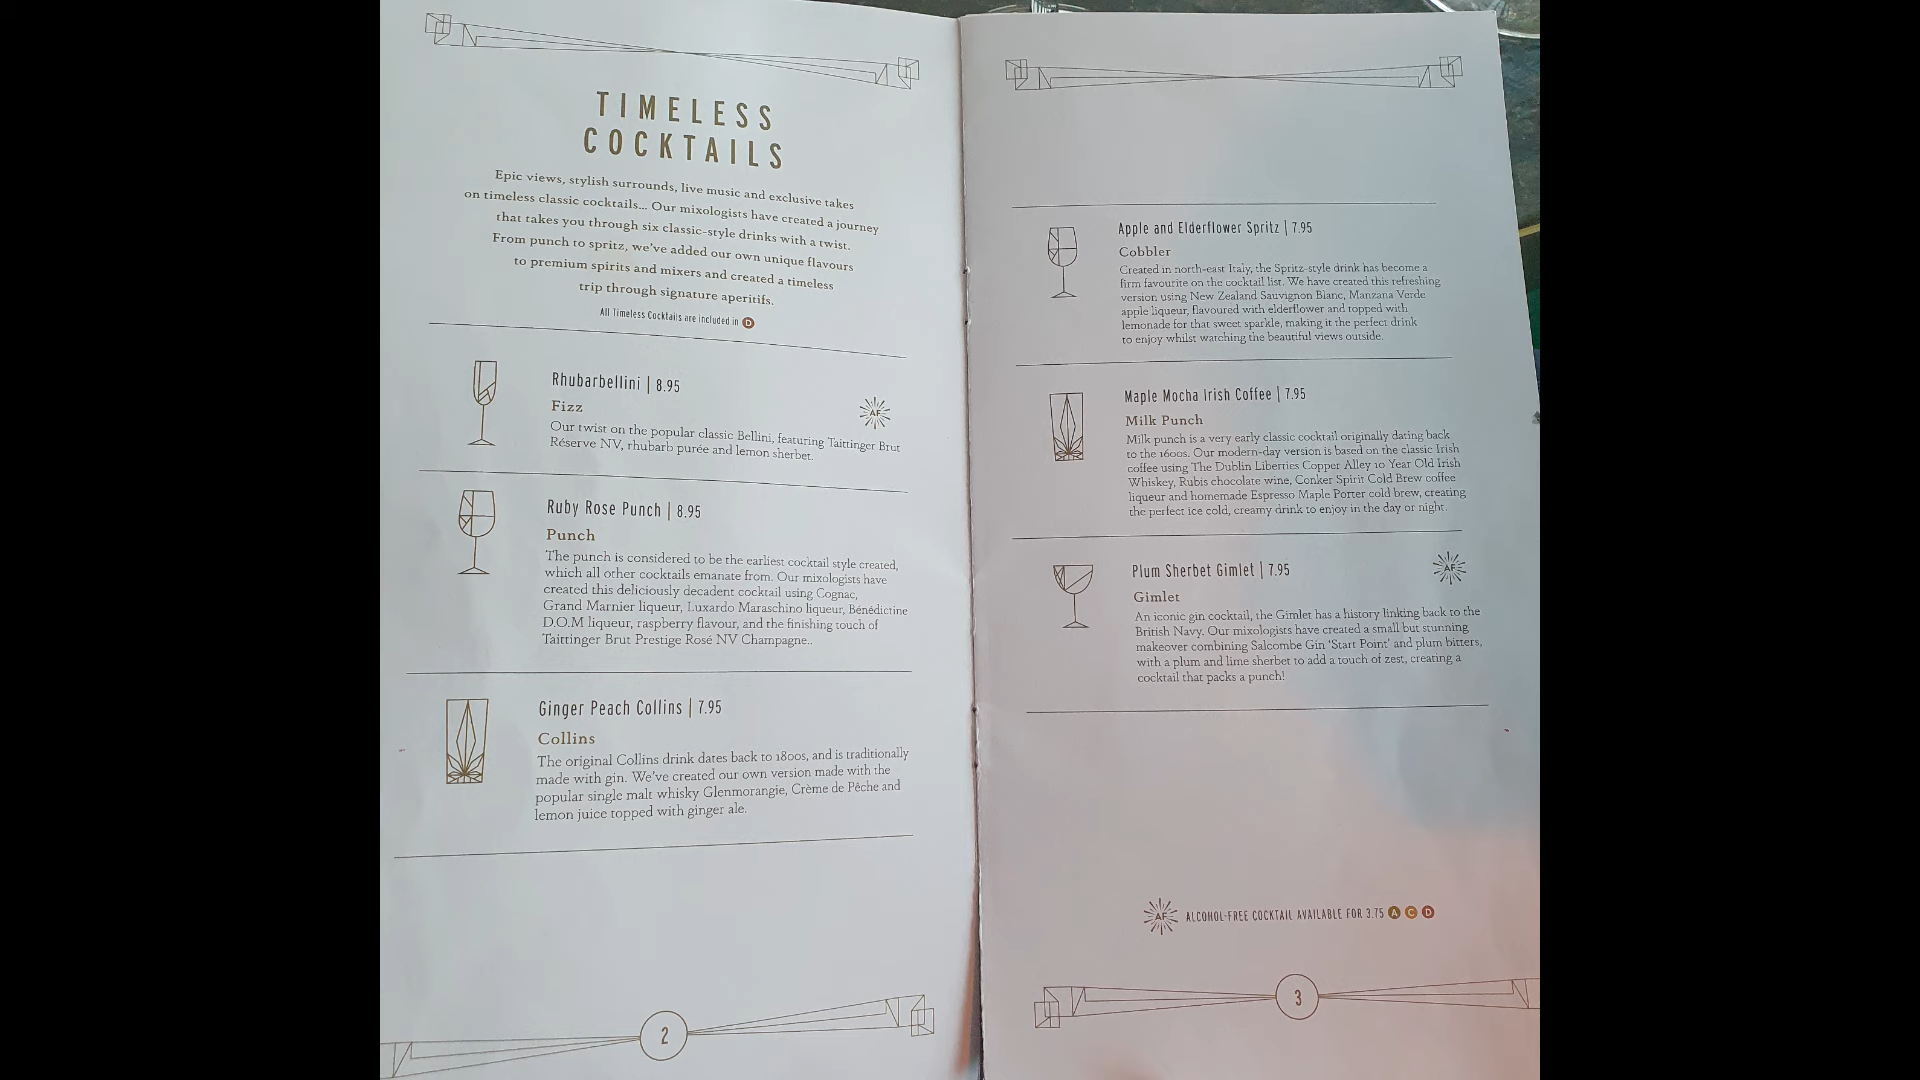 TIMELESS
COCKTAILS
Epic views, stylish surrounds, live music and exclusive takes
on timeless classic cocktails... Our mixologists have created a journey
that takes you through six classic-style drinks with a twist.
From punch to spritz, we've added our own unique flavours
to premium spirits and mixers and created a timeless
trip through signature aperitifs.
All Timeless Cocktails are included in D
Rhubarbellini | 8.95
Fizz
AF
Our twist on the popular classic Bellini, featuring Taittinger Brut
Réserve NV, rhubarb purée and lemon sherbet.
Ruby Rose Punch | 8.95
Punch
The punch is considered to be the earliest cocktail style created,
which all other cocktails emanate from. Our mixologists have
created this deliciously decadent cocktail using Cognac,
Grand Marnier liqueur, Luxardo Maraschino liqueur, Bénédictine
D.O.M liqueur, raspberry flavour, and the finishing touch of
Taittinger Brut Prestige Rosé NV Champagne..
Ginger Peach Collins | 7.95
Collins
The original Collins drink dates back to 1800s, and is traditionally
made with gin. We've created our own version made with the
popular single malt whisky Glenmorangie, Crème de Pêche and
lemon juice topped with ginger ale.
2
Apple and Elderflower Spritz | 7.95
Cobbler
Created in north-east Italy, the Spritz-style drink has become a
firm favourite on the cocktail list. We have created this refreshing
version using New Zealand Sauvignon Blanc, Manzana Verde
apple liqueur, flavoured with elderflower and topped with
lemonade for that sweet sparkle, making it the perfect drink
to enjoy whilst watching the beautiful views outside.
Maple Mocha Irish Coffee | 7.95
Milk Punch
Milk punch is a very early classic cocktail originally dating back
to the 1600s. Our modern-day version is based on the classic Irish
coffee using The Dublin Liberties Copper Alley 10 Year Old Irish
Whiskey, Rubis chocolate wine, Conker Spirit Cold Brew coffee
liqueur and homemade Espresso Maple Porter cold brew, creating
the perfect ice cold, creamy drink to enjoy in the day or night.
Plum Sherbet Gimlet | 7.95
AF
Gimlet
An iconic gin cocktail, the Gimlet has a history linking back to the
British Navy. Our mixologists have created a small but stunning
makeover combining Salcombe Gin 'Start Point' and plum bitters,
with a plum and lime sherbet to add a touch of zest, creating a
cocktail that packs a punch!
AF ALCOHOL-FREE COCKTAIL AVAILABLE FOR 3.75 A C D
3